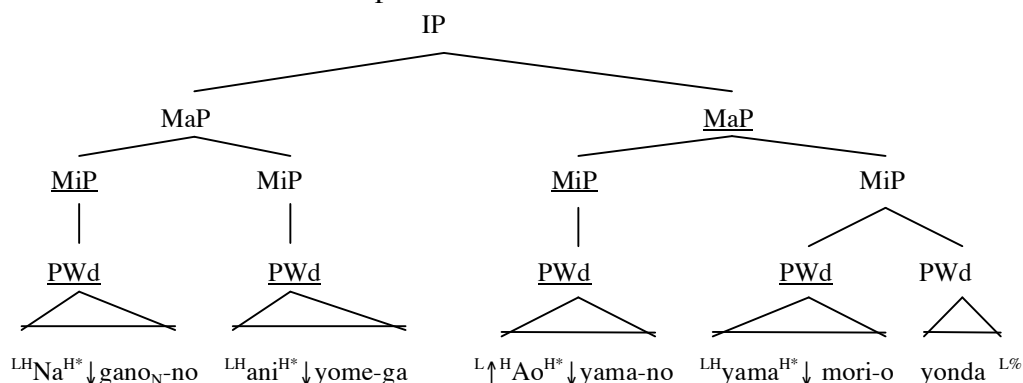 IP
MaP MaP
MiP MiP MiP MiP
PWd PWd PWd PWd PWd
ᴸᴴNaᴴ*↓gano_N-no ᴸᴴaniᴴ*↓yome-ga ᴸ↑ᴴAoᴴ*↓yama-no ᴸᴴyamaᴴ*↓ mori-o yonda ᴸ%